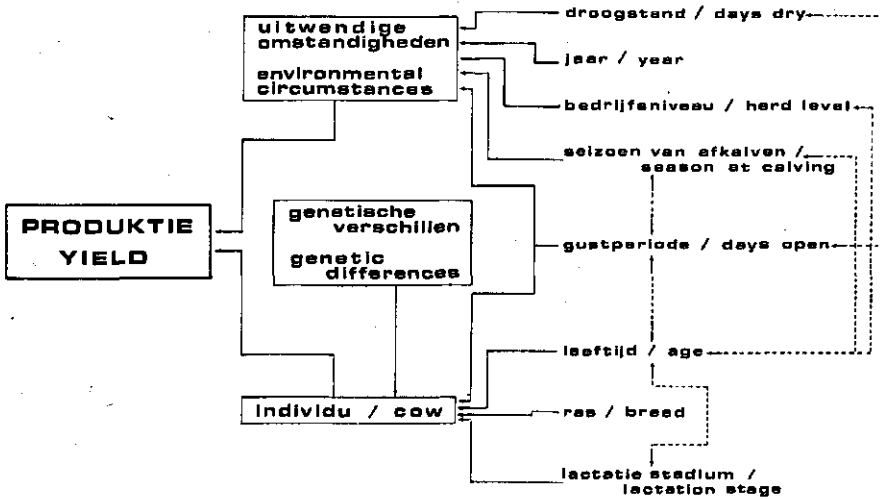 uitwendige
omstandigheden
environmental
circumstances
droogstand / days dry
jaar / year
bedrijfsniveau / herd level
seizoen van afkalven /
season at calving
PRODUKTIE
YIELD
genetische
verschillen
genetic
differences
gustperiode / days open
leeftijd / age
individu / cow
ras / breed
lactatie stadium /
lactation stage